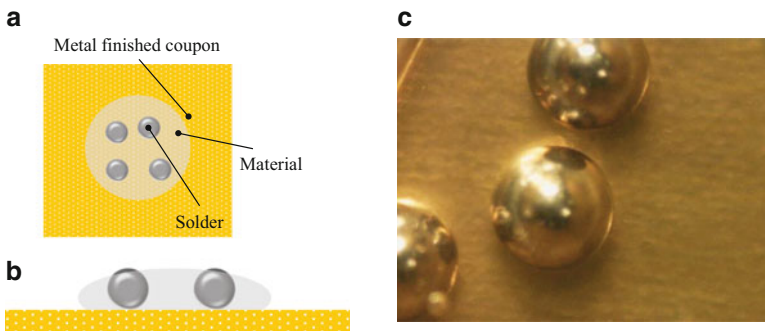 a
Metal finished coupon
Material
Solder
b
c